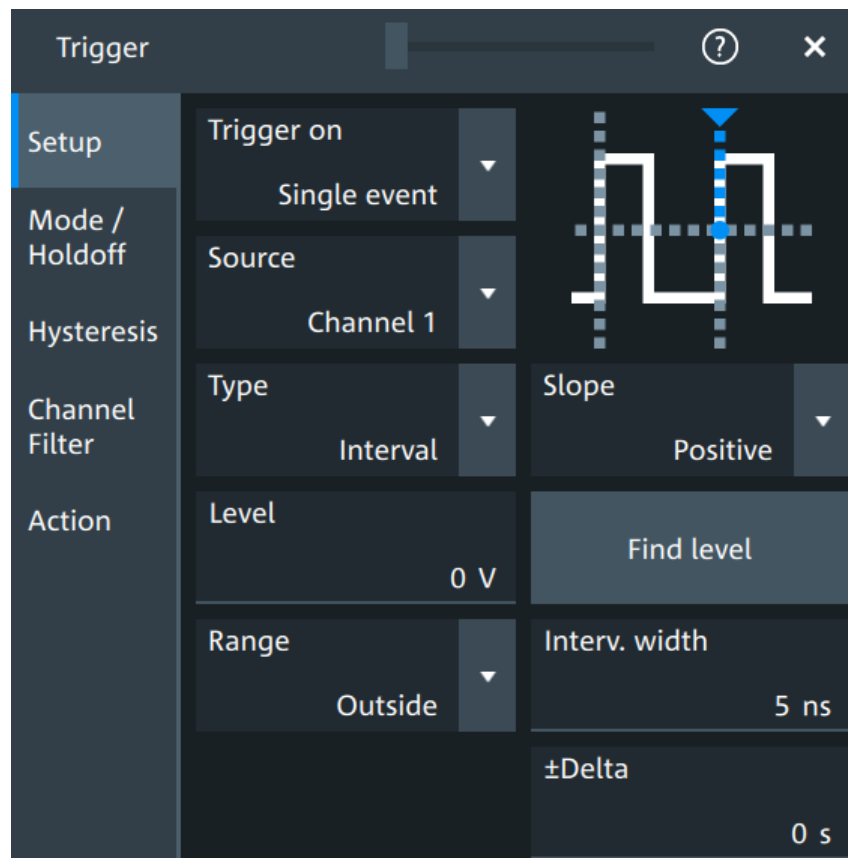 Trigger
?
Setup
Mode /
Holdoff
Hysteresis
Channel
Filter
Action
Trigger on
Single event
Source
Channel 1
Type
Interval
Slope
Positive
Level
0 V
Find level
Range
Outside
Interv. width
5 ns
±Delta
0 s